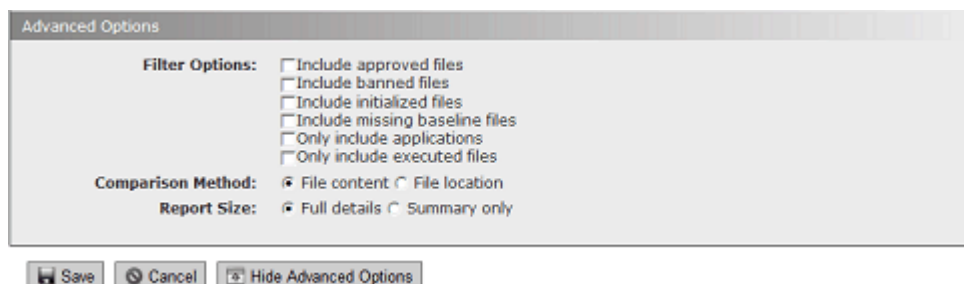 Advanced Options
Filter Options: Include approved files
Include banned files
Include initialized files
Include missing baseline files
Only include applications
Only include executed files
Comparison Method: File content File location
Report Size: Full details Summary only
Save Cancel Hide Advanced Options